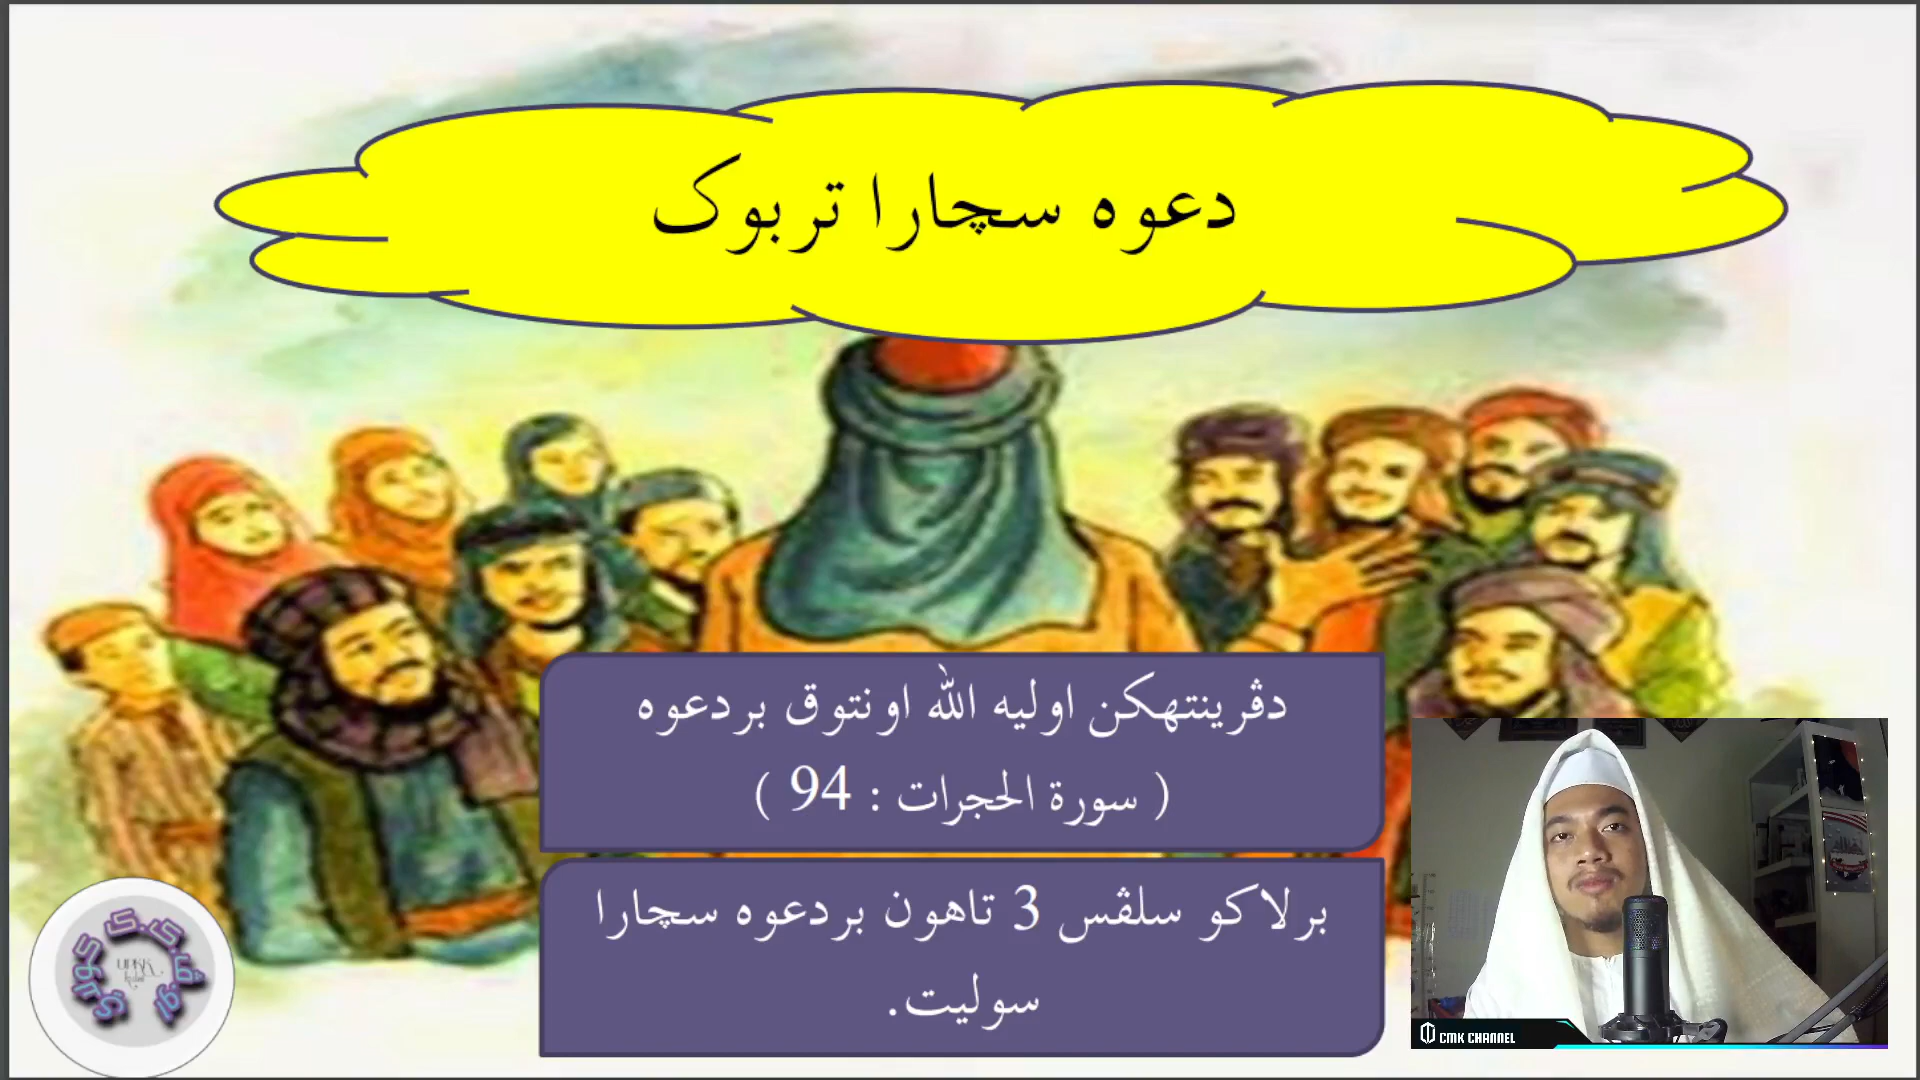 دعوه سچارا تربوک
دڤرينتهکن اوليه الله اونتوق بردعوه
( سورة الحجرات : 94 )
برلاکو سلڤس 3 تاهون بردعوه سچارا
سوليت.
UPKK
CMK CHANNEL